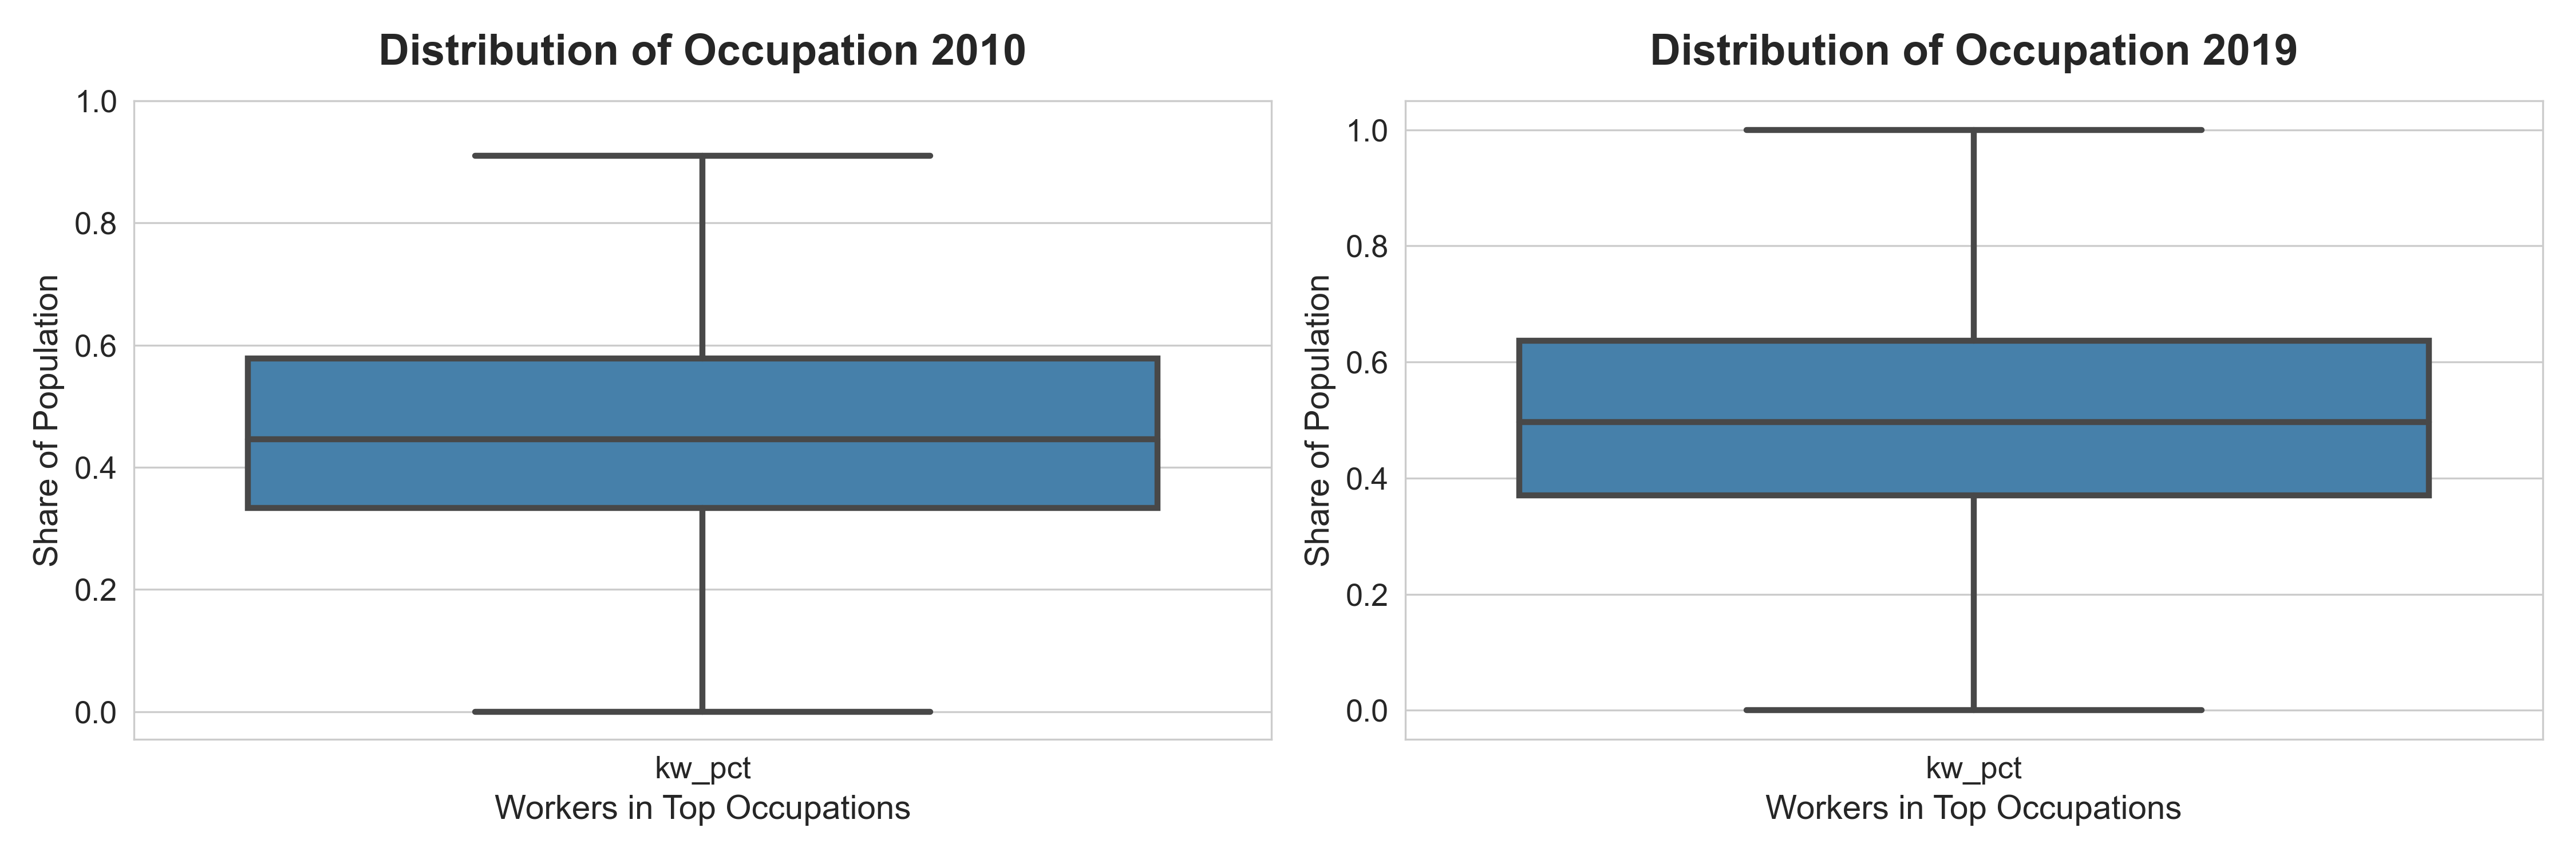 Distribution of Occupation 2010
1.0
0.8
0.6
0.4
0.2
0.0
Share of Population
kw_pct
Workers in Top Occupations
Distribution of Occupation 2019
1.0
0.8
0.6
0.4
0.2
0.0
Share of Population
kw_pct
Workers in Top Occupations